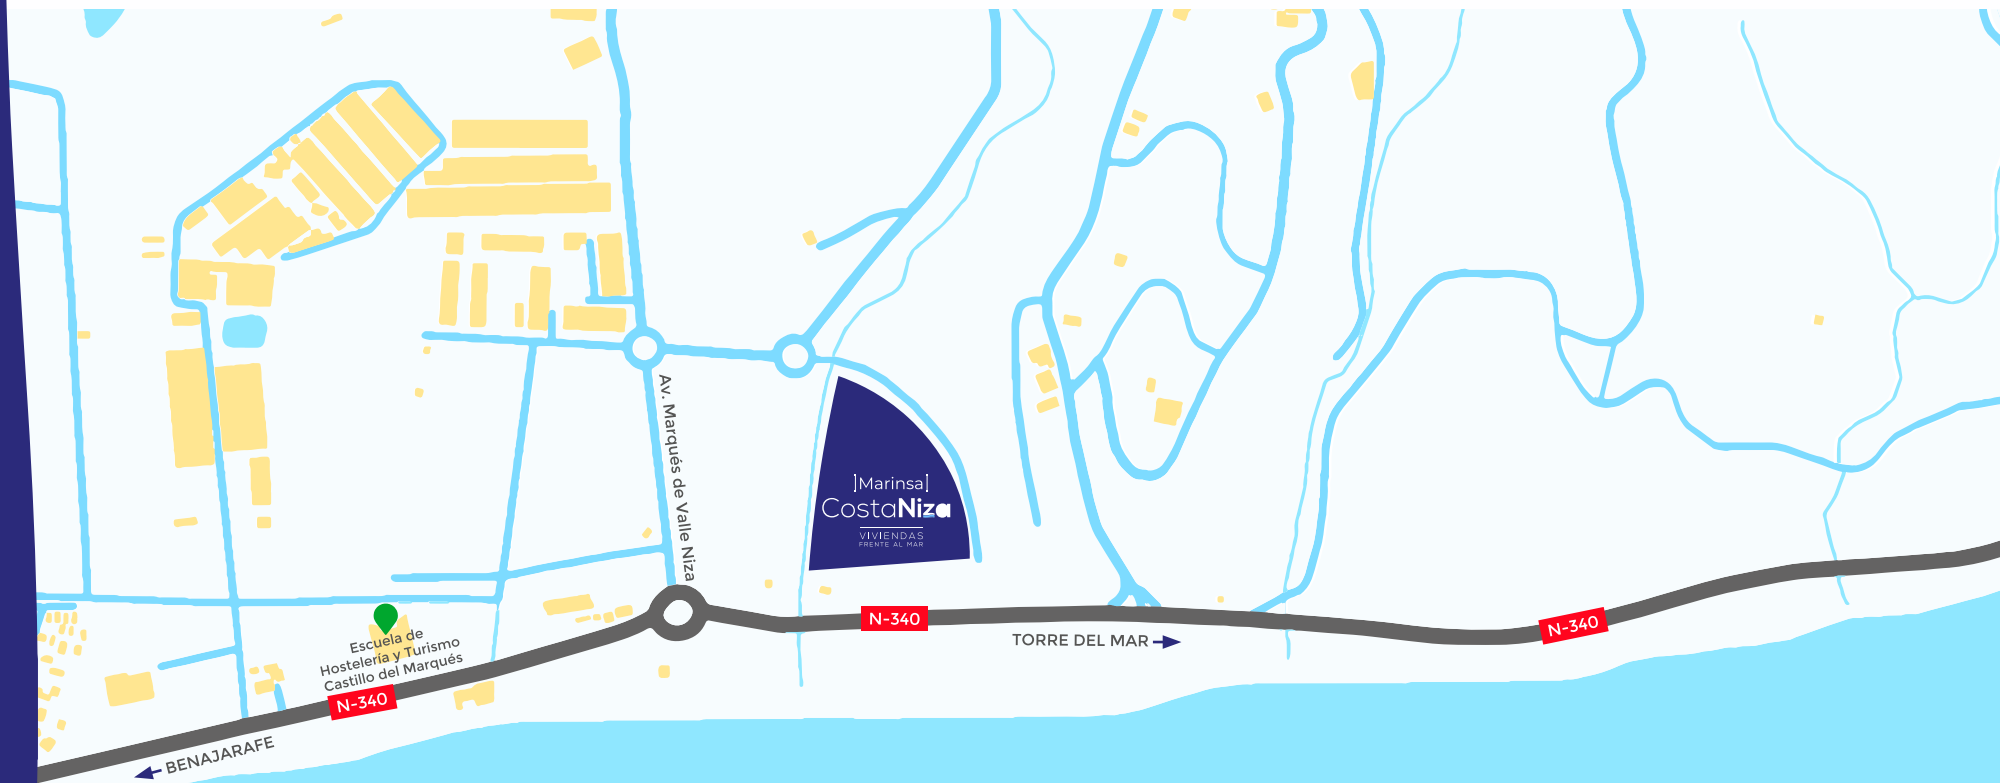 Av. Marqués de Valle Niza
Marinsa
CostaNiza
VIVIENDAS
FRENTE AL MAR
N-340
TORRE DEL MAR
N-340
Escuela de
Hostelería y Turismo
Castillo del Marqués
N-340
BENAJARAFE